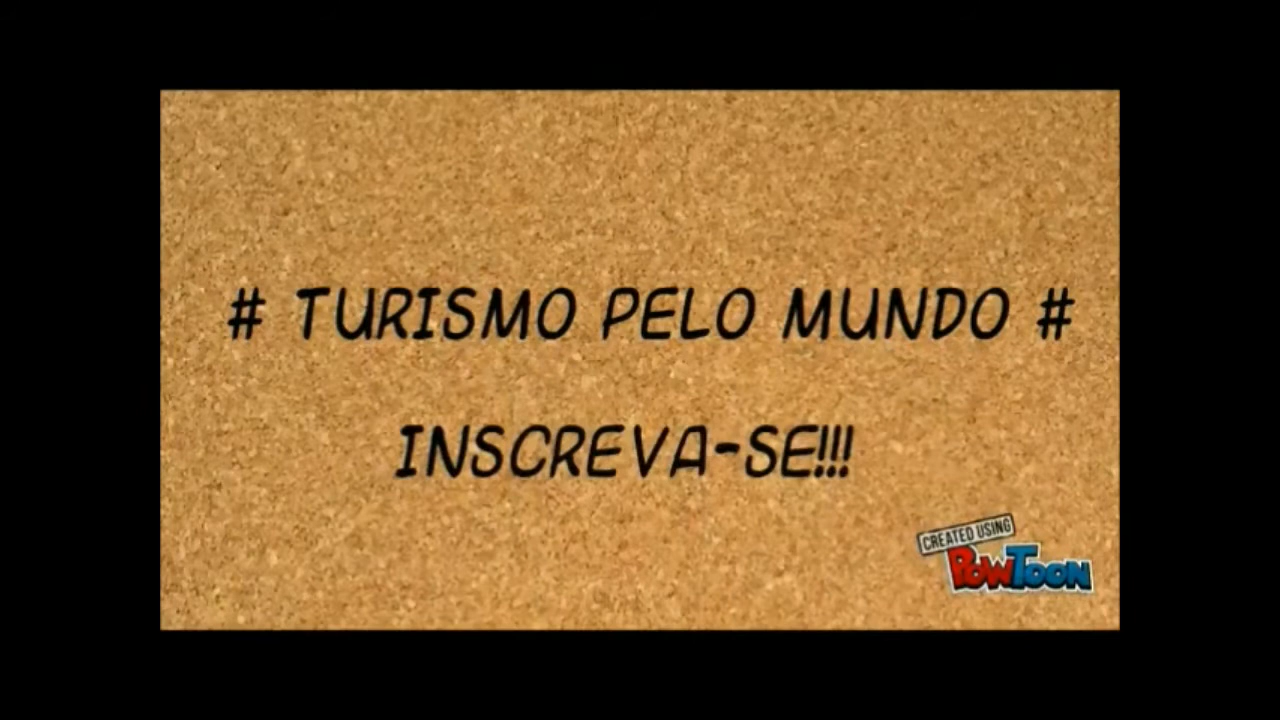 # TURISMO PELO MUNDO #
INSCREVA-SE!!!
CREATED USING
POWTOON